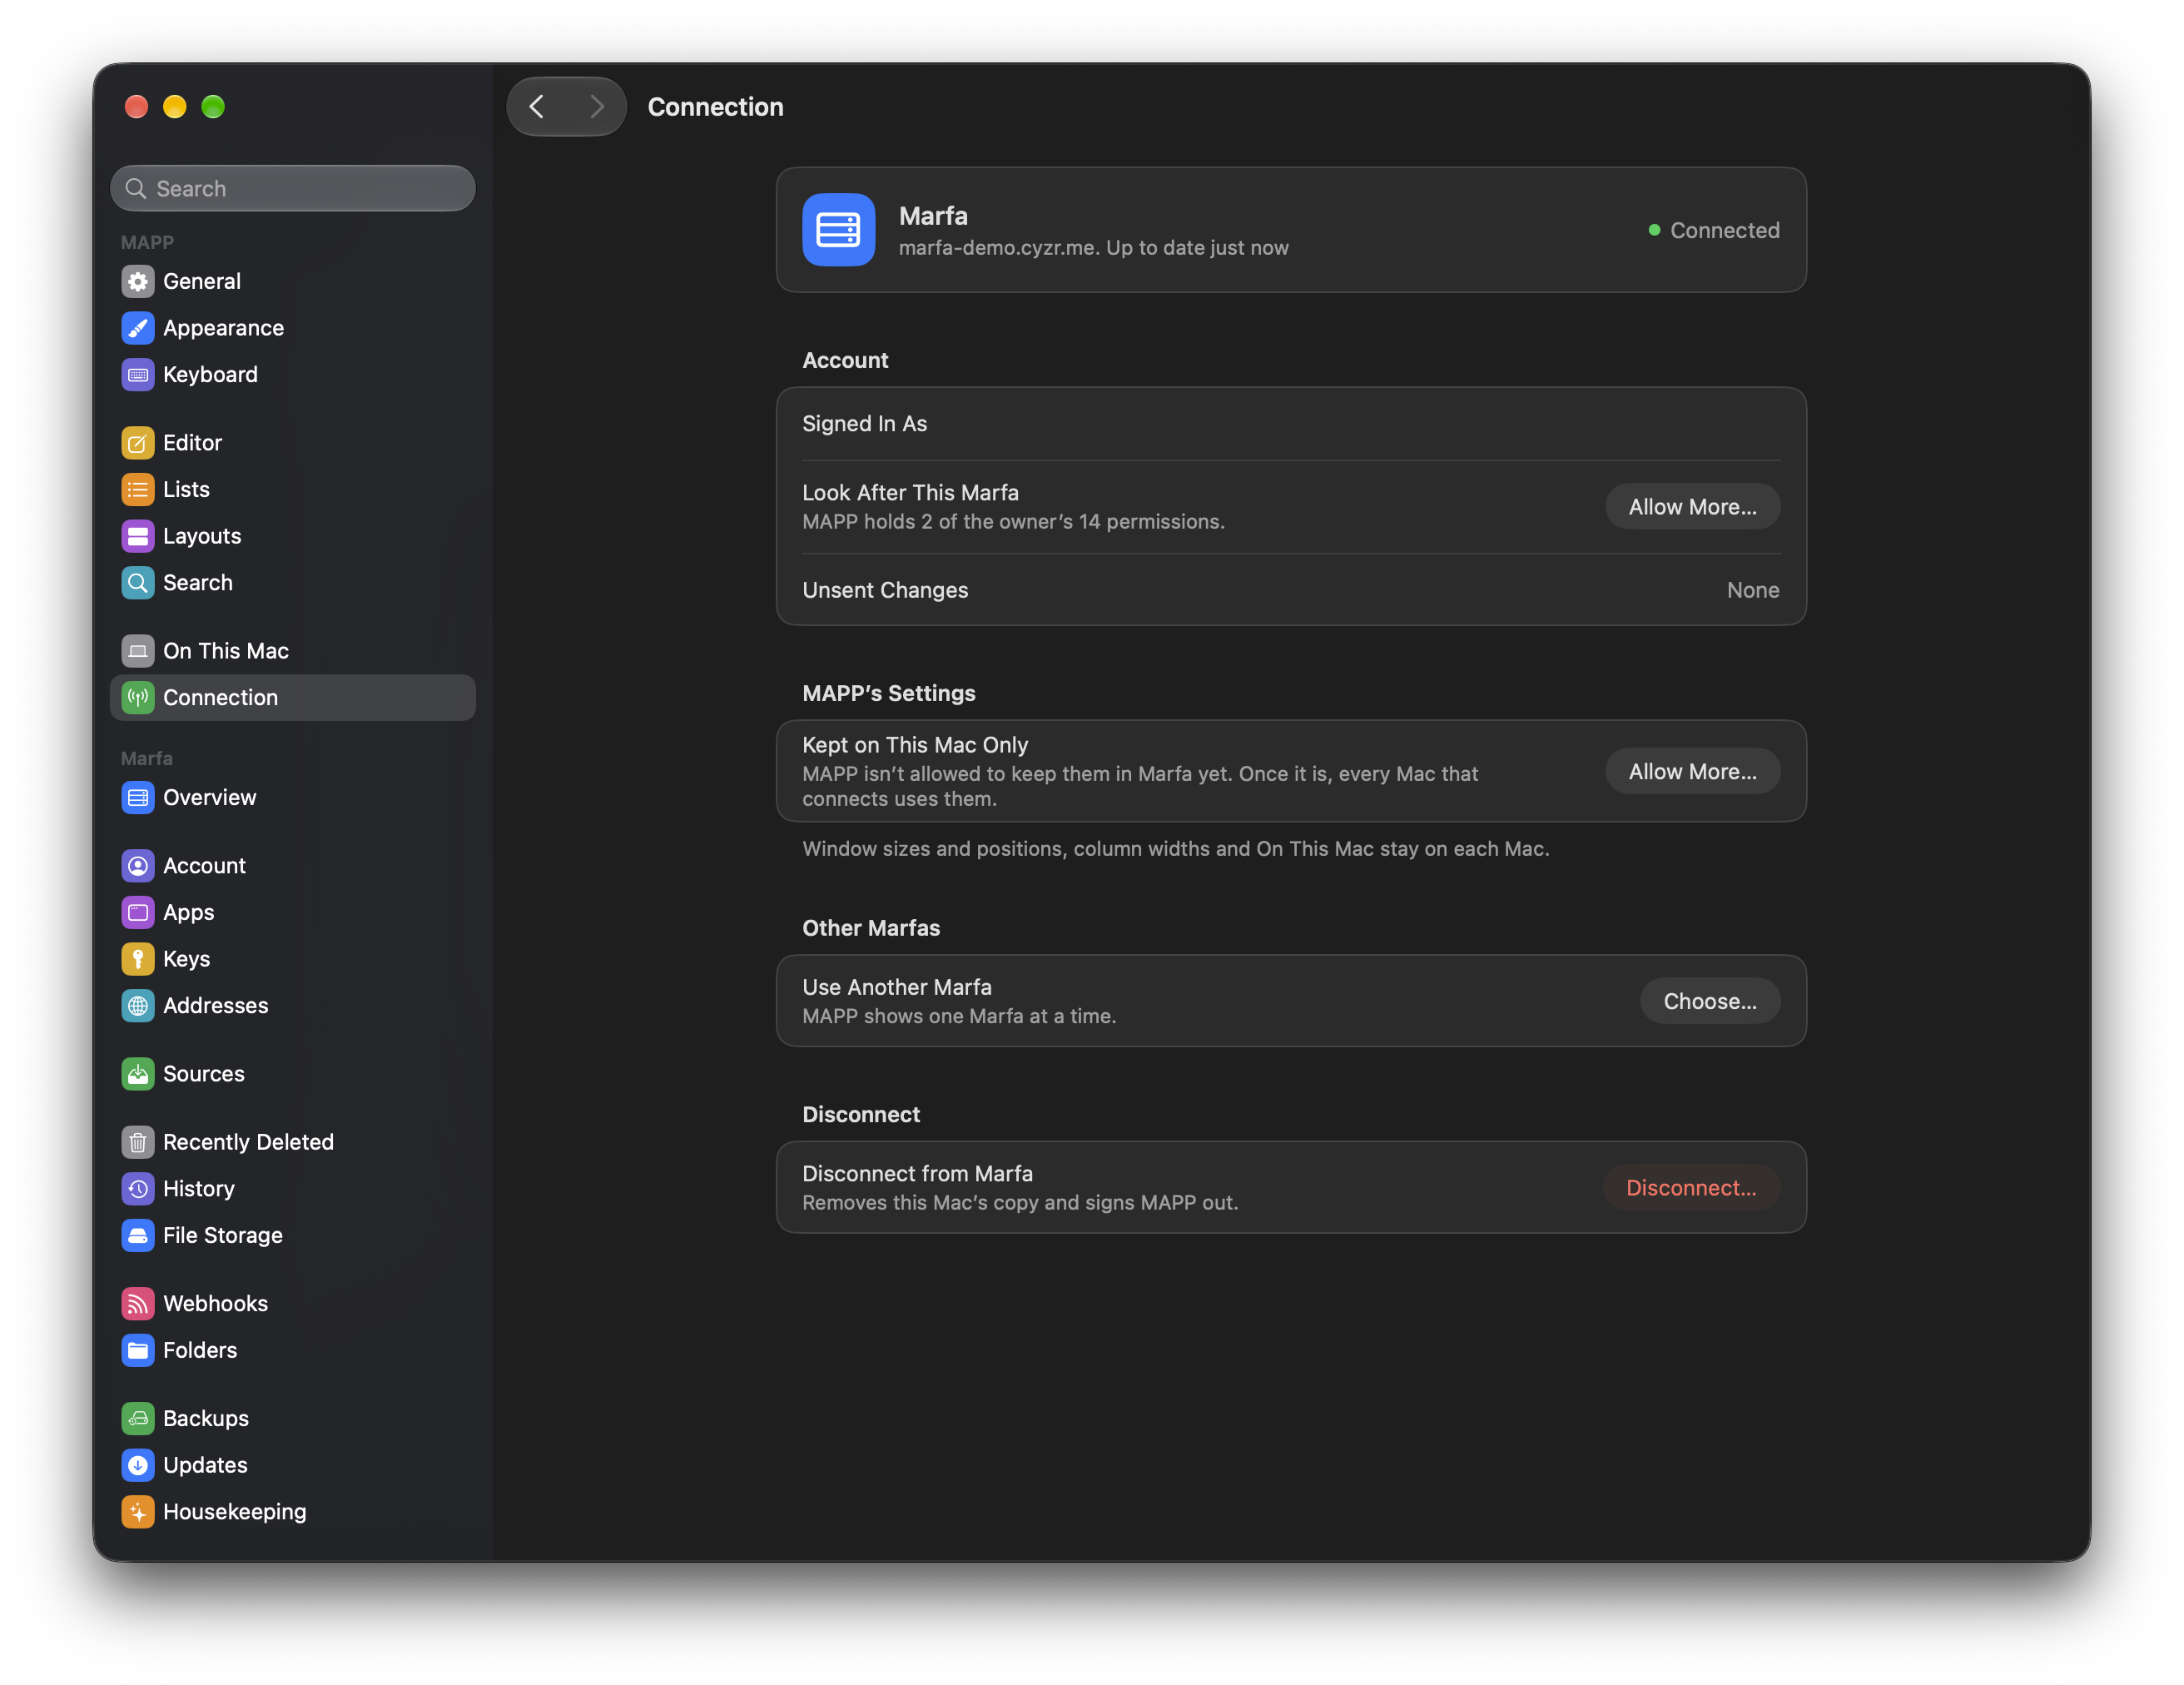 Connection
Search
MAPP
General
Appearance
Keyboard
Editor
Lists
Layouts
Search
On This Mac
Connection
Marfa
Overview
Account
Apps
Keys
Addresses
Sources
Recently Deleted
History
File Storage
Webhooks
Folders
Backups
Updates
Housekeeping
Marfa
marfa-demo.cyzr.me. Up to date just now
Connected
Account
Signed In As
Look After This Marfa
MAPP holds 2 of the owner’s 14 permissions.
Allow More…
Unsent Changes
None
MAPP’s Settings
Kept on This Mac Only
MAPP isn’t allowed to keep them in Marfa yet. Once it is, every Mac that
connects uses them.
Allow More…
Window sizes and positions, column widths and On This Mac stay on each Mac.
Other Marfas
Use Another Marfa
MAPP shows one Marfa at a time.
Choose…
Disconnect
Disconnect from Marfa
Removes this Mac’s copy and signs MAPP out.
Disconnect…